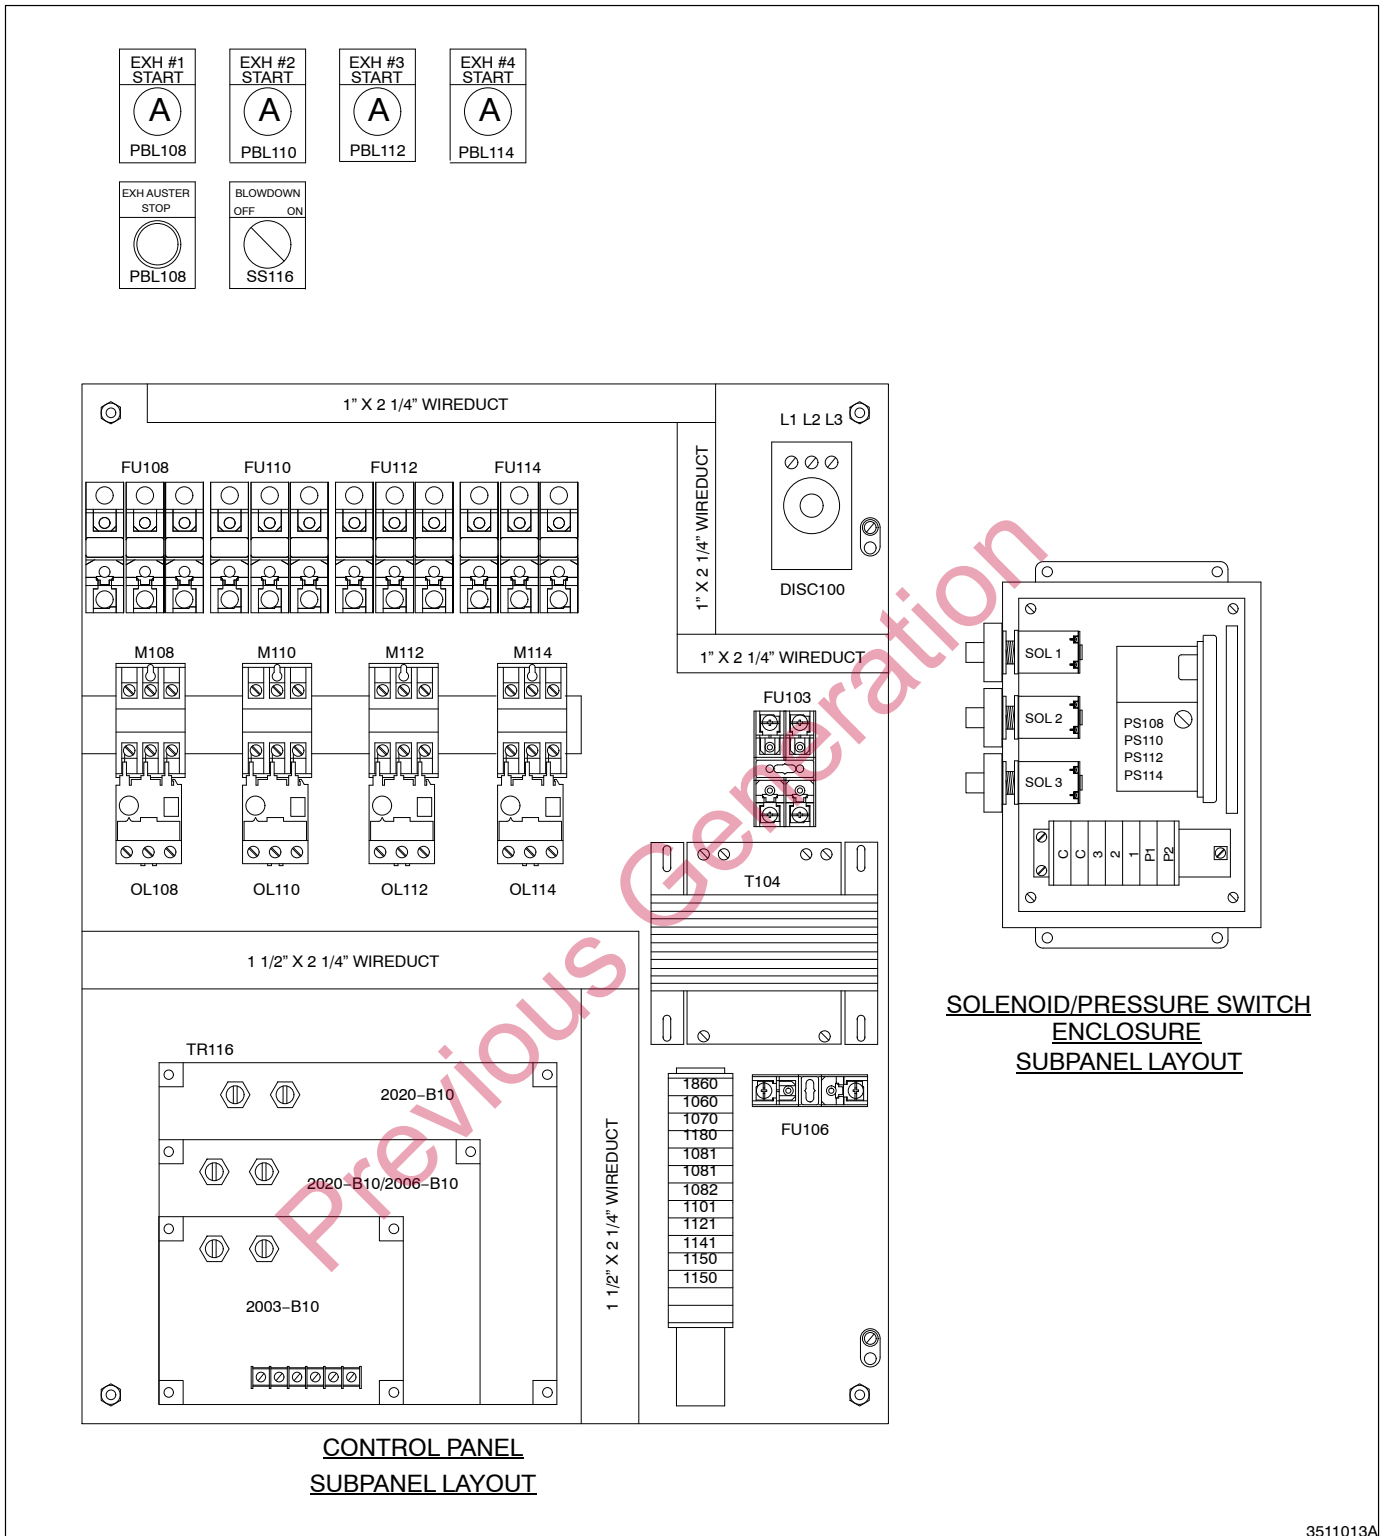 EXH #1
START
A
PBL108
EXH #2
START
A
PBL110
EXH #3
START
A
PBL112
EXH #4
START
A
PBL114
EXH AUSTER
STOP
PBL108
BLOWDOWN
OFF ON
SS116
1” X 2 1/4” WIREDUCT
L1 L2 L3
FU108 FU110 FU112 FU114
1” X 2 1/4” WIREDUCT
DISC100
M108 M110 M112 M114
1” X 2 1/4” WIREDUCT
FU103
OL108 OL110 OL112 OL114
T104
1 1/2” X 2 1/4” WIREDUCT
TR116
2020–B10
2020–B10/2006–B10
2003–B10
1 1/2” X 2 1/4” WIREDUCT
1860
1060
1070
1180
1081
1081
1082
1101
1121
1141
1150
1150
FU106
CONTROL PANEL
SUBPANEL LAYOUT
SOL 1
SOL 2
SOL 3
PS108
PS110
PS112
PS114
C C 3 2 1 P1 P2
SOLENOID/PRESSURE SWITCH
ENCLOSURE
SUBPANEL LAYOUT
Previous Generation
3511013A